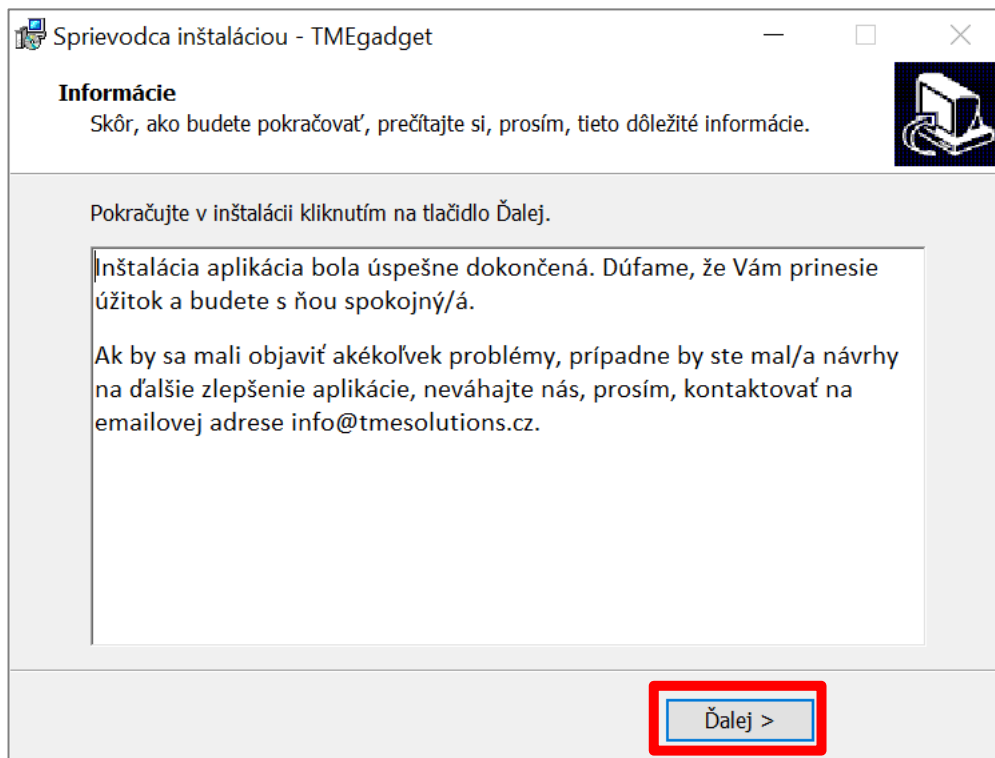 Sprievodca inštaláciou - TMEgadget
Informácie
Skôr, ako budete pokračovať, prečítajte si, prosím, tieto dôležité informácie.
Pokračujte v inštalácii kliknutím na tlačidlo Ďalej.
Inštalácia aplikácia bola úspešne dokončená. Dúfame, že Vám prinesie
úžitok a budete s ňou spokojný/á.
Ak by sa mali objaviť akékoľvek problémy, prípadne by ste mal/a návrhy
na ďalšie zlepšenie aplikácie, neváhajte nás, prosím, kontaktovať na
emailovej adrese info@tmesolutions.cz.
Ďalej >